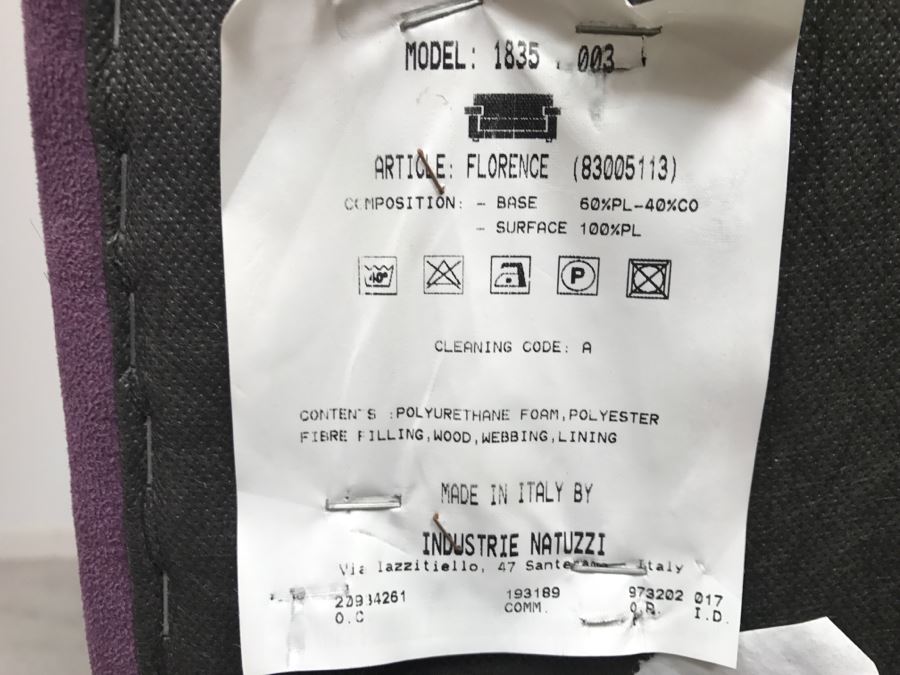 MODEL: 1835 . 003
ARTICLE: FLORENCE (83005113)
COMPOSITION: - BASE 60%PL-40%CO
- SURFACE 100%PL
40° P
CLEANING CODE: A
CONTENTS :POLYURETHANE FOAM,POLYESTER
FIBRE FILLING,WOOD,WEBBING,LINING
MADE IN ITALY BY
INDUSTRIE NATUZZI
Via Iazzitiello, 47 Italy
193189 973202 017
O.C COMM. O.R. I.D.